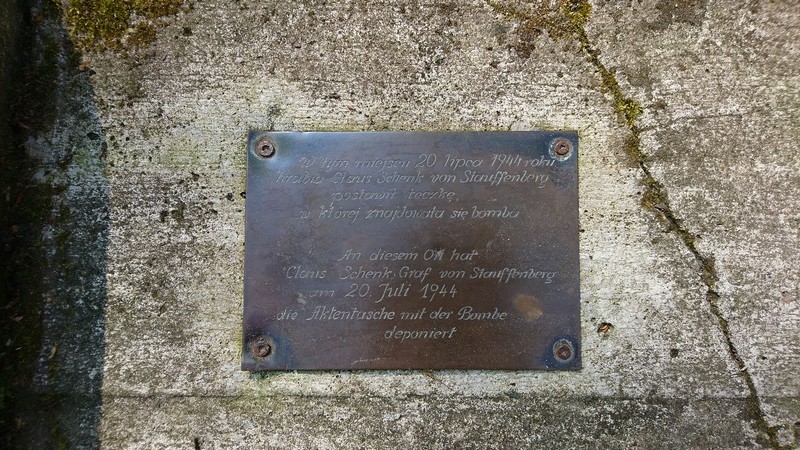 W tym miejscu 20 lipca 1944 roku
hrabia Claus Schenk von Stauffenberg
postawił teczkę,
w której znajdowała się bomba
An diesem Ort hat
Claus Schenk Graf von Stauffenberg
am 20 Juli 1944
die Aktentasche mit der Bombe
deponiert